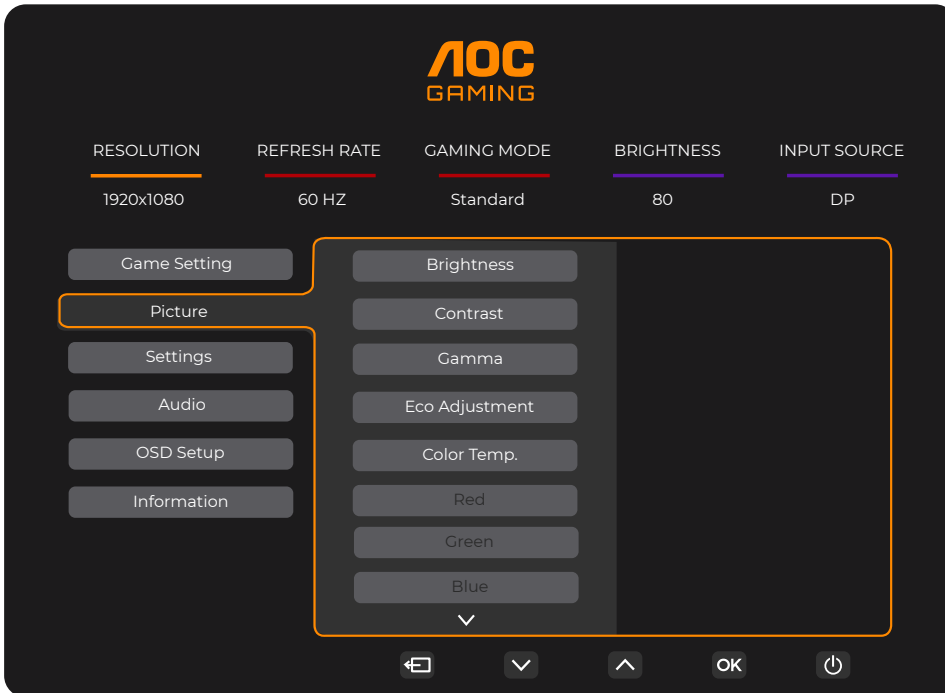 AOC
GAMING
RESOLUTION REFRESH RATE GAMING MODE BRIGHTNESS INPUT SOURCE
1920x1080 60 HZ Standard 80 DP
Game Setting
Picture
Settings
Audio
OSD Setup
Information
Brightness
Contrast
Gamma
Eco Adjustment
Color Temp.
Red
Green
Blue
OK